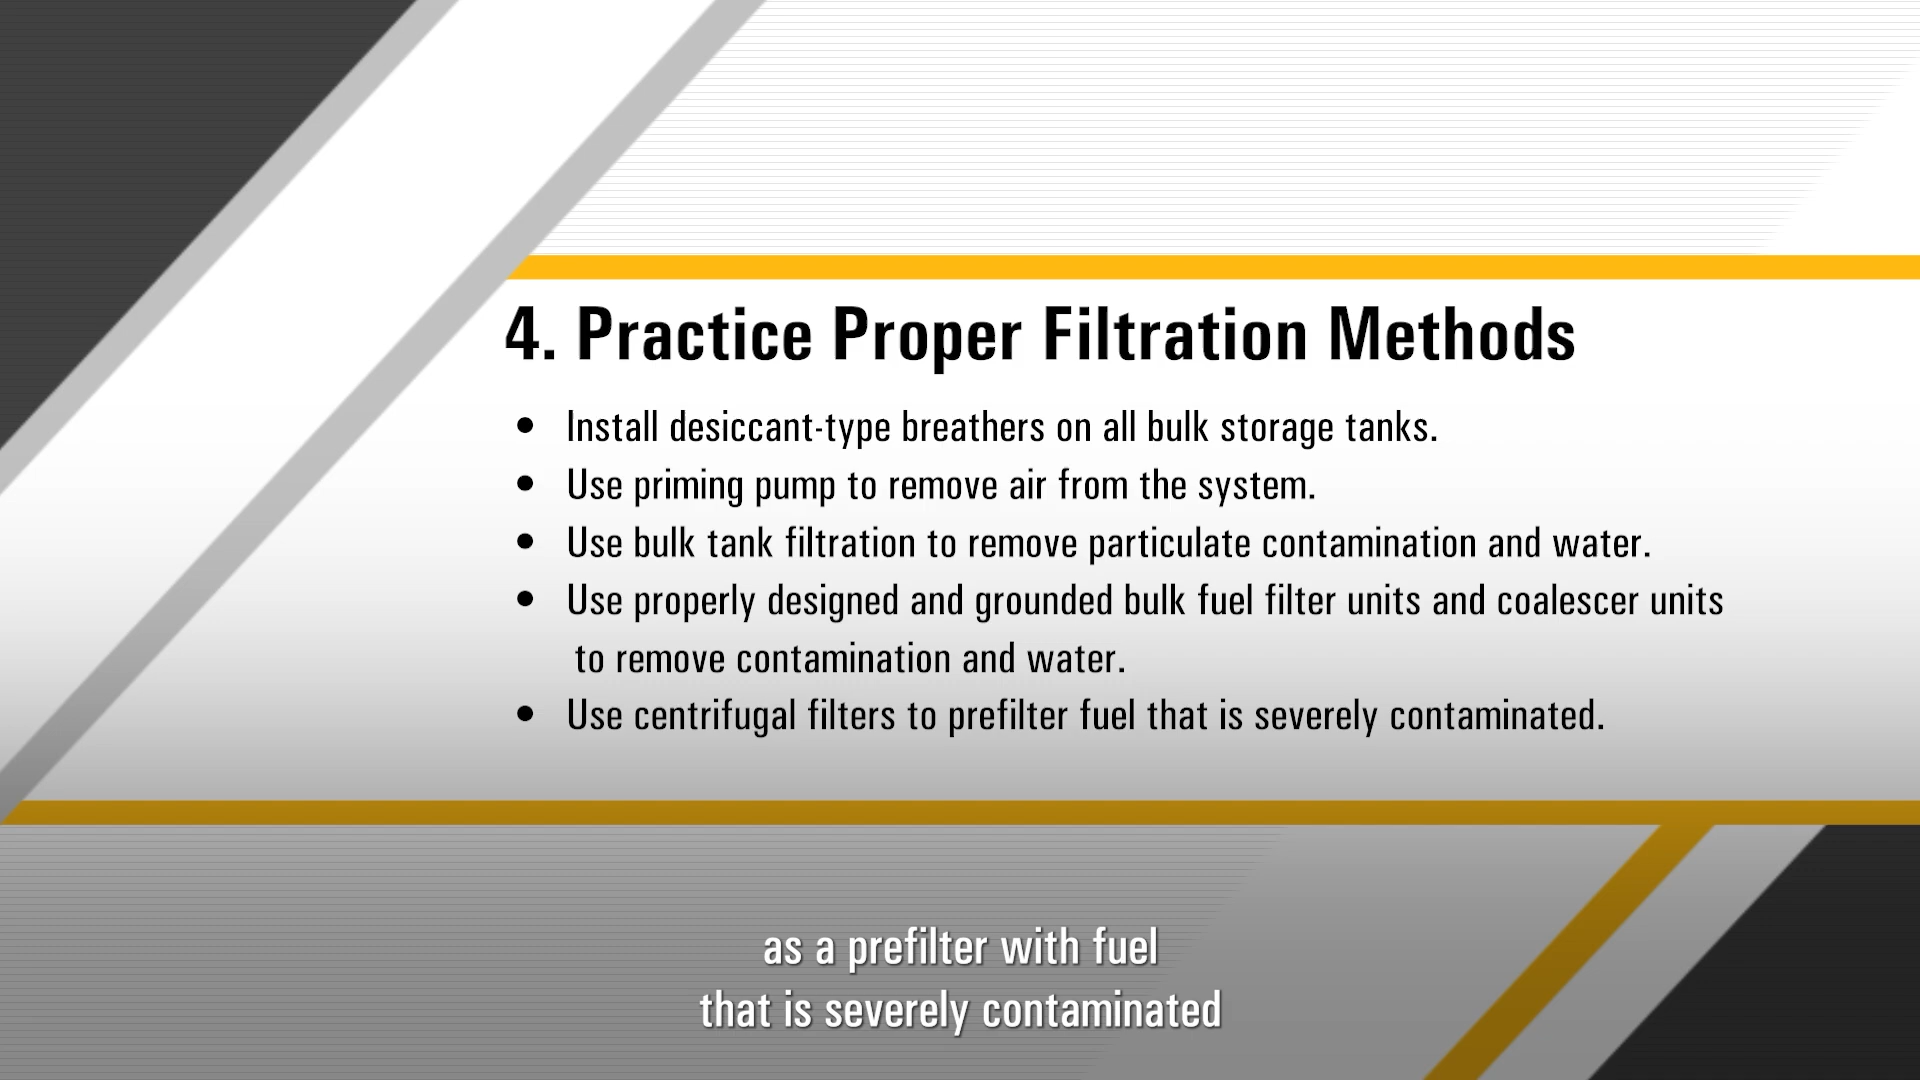 4. Practice Proper Filtration Methods
• Install desiccant-type breathers on all bulk storage tanks.
• Use priming pump to remove air from the system.
• Use bulk tank filtration to remove particulate contamination and water.
• Use properly designed and grounded bulk fuel filter units and coalescer units
to remove contamination and water.
• Use centrifugal filters to prefilter fuel that is severely contaminated.
as a prefilter with fuel
that is severely contaminated